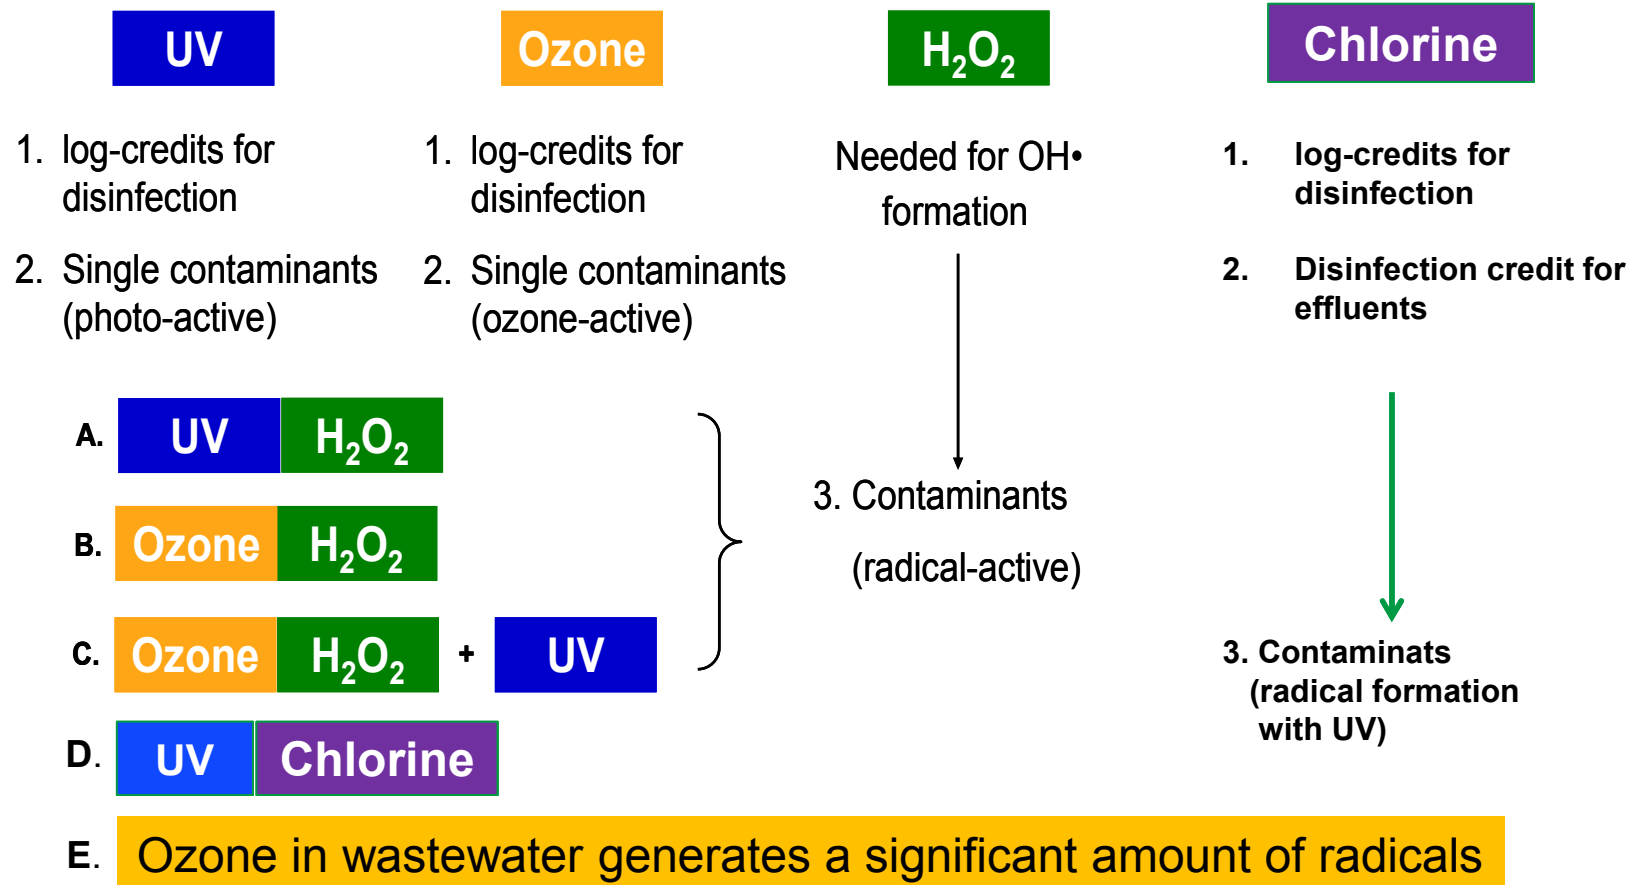 UV
Ozone
H₂O₂
Chlorine
1. log-credits for
disinfection
2. Single contaminants
(photo-active)
1. log-credits for
disinfection
2. Single contaminants
(ozone-active)
Needed for OH•
formation
3. Contaminants
(radical-active)
1. log-credits for
disinfection
2. Disinfection credit for
effluents
3. Contaminats
(radical formation
with UV)
A. UV H₂O₂
B. Ozone H₂O₂
C. Ozone H₂O₂ + UV
D. UV Chlorine
E. Ozone in wastewater generates a significant amount of radicals